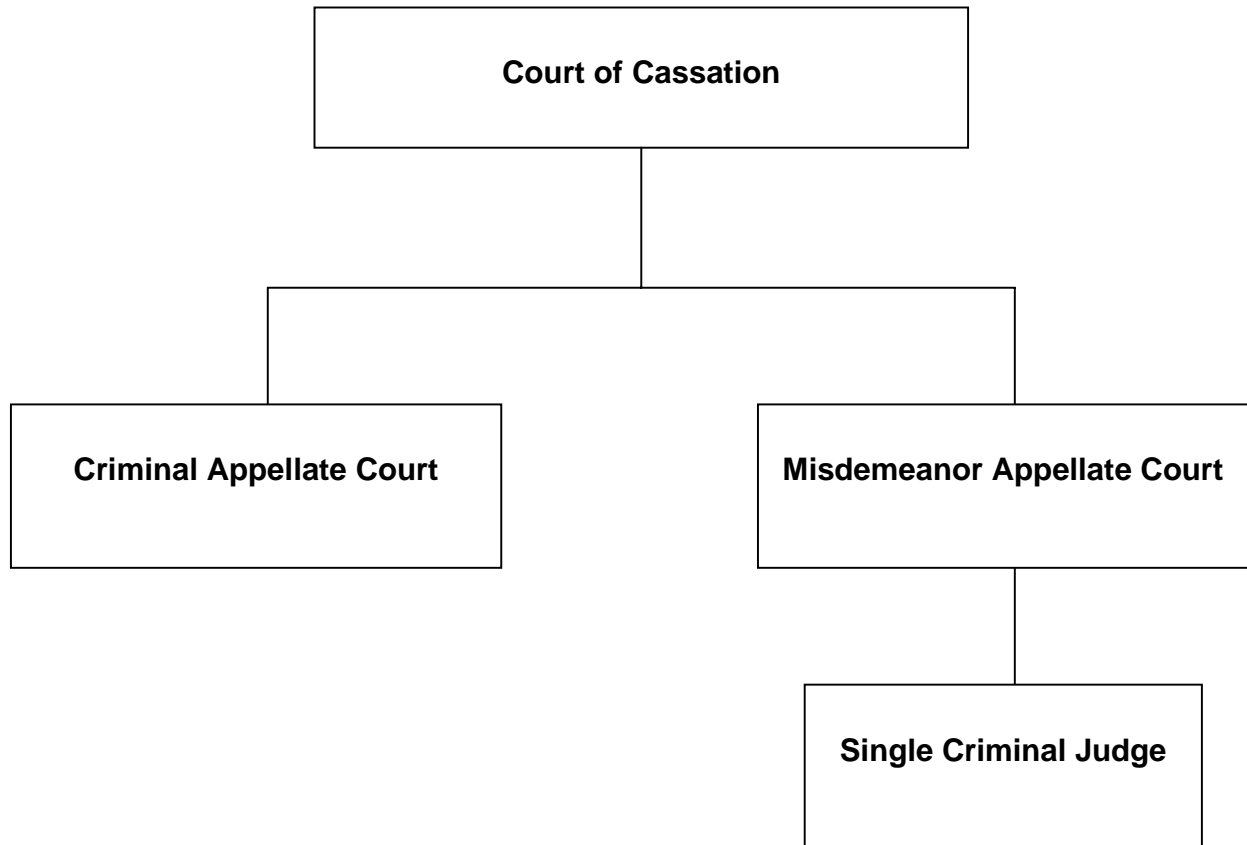 Court of Cassation
Criminal Appellate Court
Misdemeanor Appellate Court
Single Criminal Judge